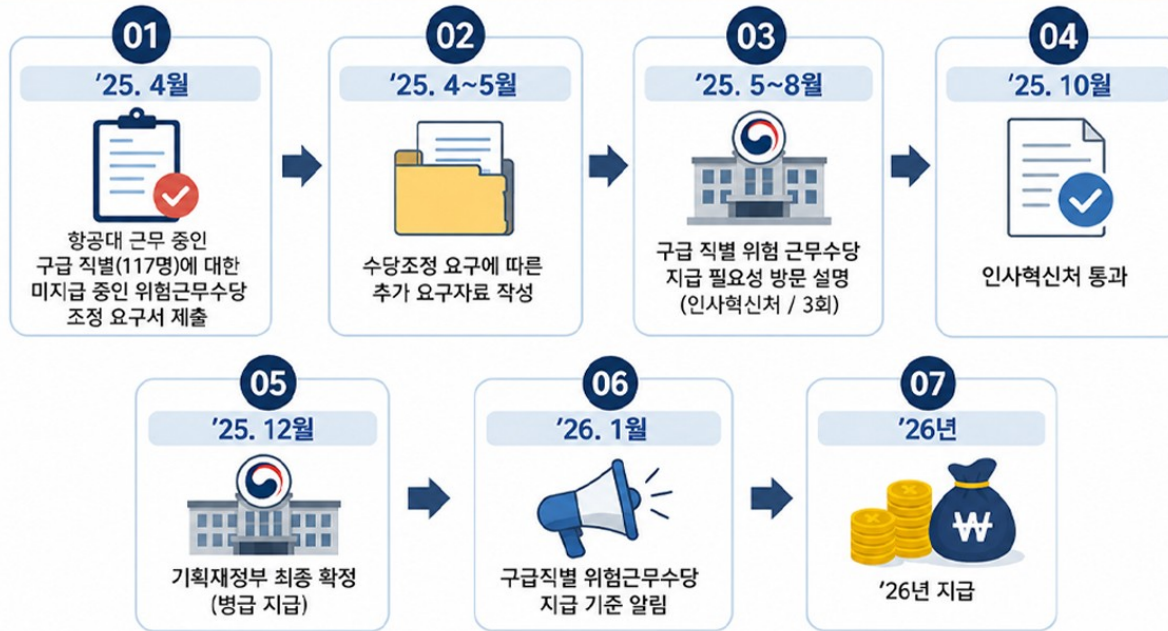 01
'25. 4월
항공대 근무 중인
구급 직별(117명)에 대한
미지급 중인 위험근무수당
조정 요구서 제출
02
'25. 4~5월
수당조정 요구에 따른
추가 요구자료 작성
03
'25. 5~8월
구급 직별 위험 근무수당
지급 필요성 방문 설명
(인사혁신처 / 3회)
04
'25. 10월
인사혁신처 통과
05
'25. 12월
기획재정부 최종 확정
(병급 지급)
06
'26. 1월
구급직별 위험근무수당
지급 기준 알림
07
'26년
₩
'26년 지급